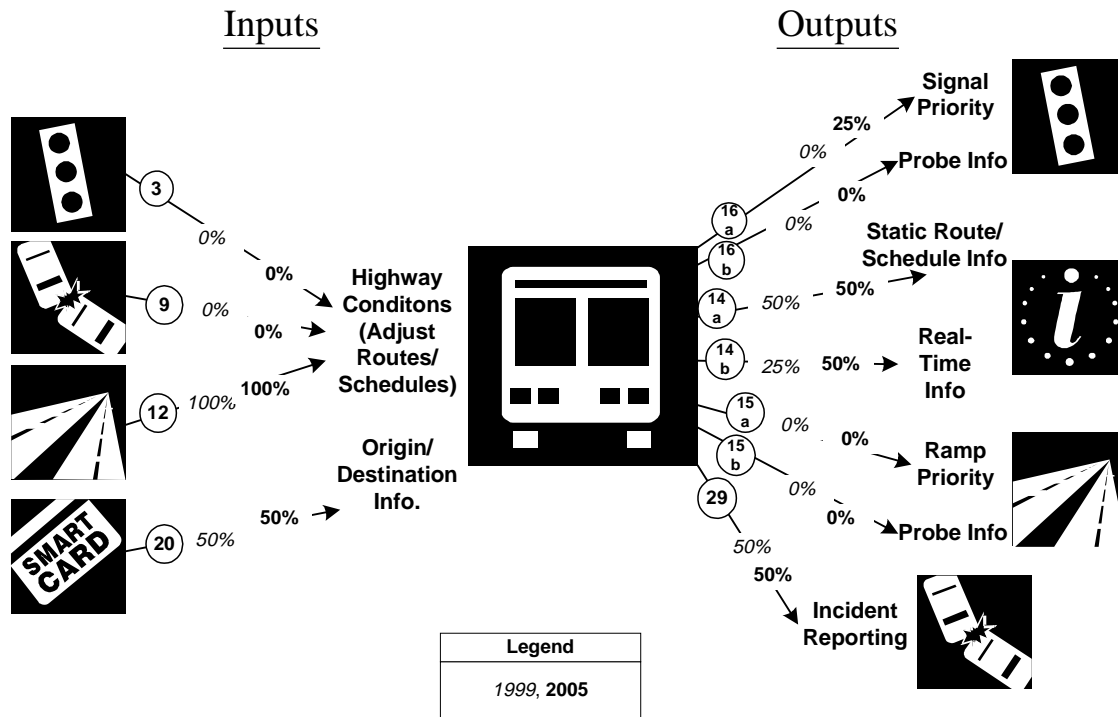 Inputs
Outputs
3
0%
0%
9
0%
0%
12
100%
100%
20
50%
50%
Highway
Conditons
(Adjust
Routes/
Schedules)
Origin/
Destination
Info.
SMART
CARD
16
a
0%
25%
Signal
Priority
16
b
0%
0%
Probe Info
14
a
50%
50%
Static Route/
Schedule Info
i
14
b
25%
50%
Real-
Time
Info
15
a
0%
0%
Ramp
Priority
15
b
0%
0%
Probe Info
29
50%
50%
Incident
Reporting
Legend
1999, 2005